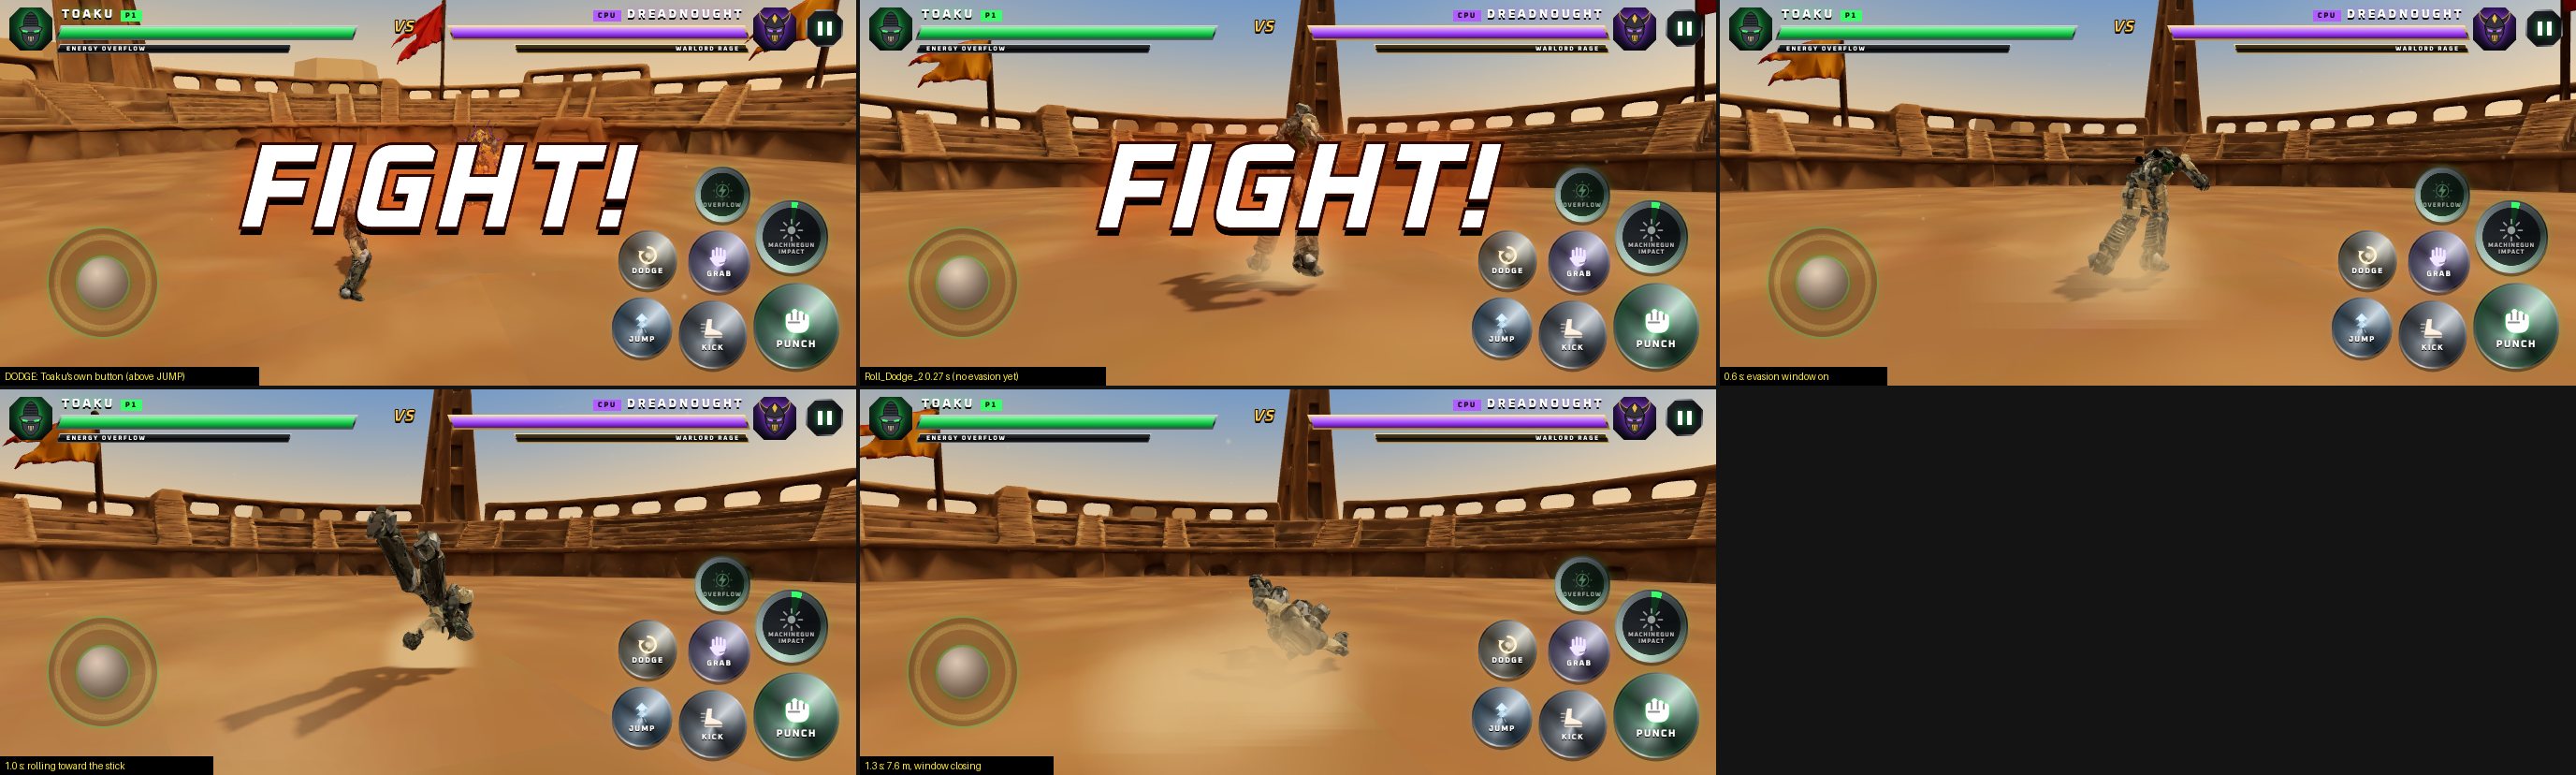 TOAKU P1 VS CPU DREADNOUGHT
ENERGY OVERFLOW WARLORD RAGE
FIGHT!
OVERFLOW
MACHINEGUN
IMPACT
DODGE GRAB
JUMP KICK PUNCH
DODGE: Toaku's own button (above JUMP)
TOAKU P1 VS CPU DREADNOUGHT
ENERGY OVERFLOW WARLORD RAGE
FIGHT!
OVERFLOW
MACHINEGUN
IMPACT
DODGE GRAB
JUMP KICK PUNCH
Roll_Dodge_2 0.27 s (no evasion yet)
TOAKU P1 VS CPU DREADNOUGHT
ENERGY OVERFLOW WARLORD RAGE
OVERFLOW
MACHINEGUN
IMPACT
DODGE GRAB
JUMP KICK PUNCH
0.6 s: evasion window on
TOAKU P1 VS CPU DREADNOUGHT
ENERGY OVERFLOW WARLORD RAGE
OVERFLOW
MACHINEGUN
IMPACT
DODGE GRAB
JUMP KICK PUNCH
1.0 s: rolling toward the stick
TOAKU P1 VS CPU DREADNOUGHT
ENERGY OVERFLOW WARLORD RAGE
OVERFLOW
MACHINEGUN
IMPACT
DODGE GRAB
JUMP KICK PUNCH
1.3 s: 7.6 m, window closing